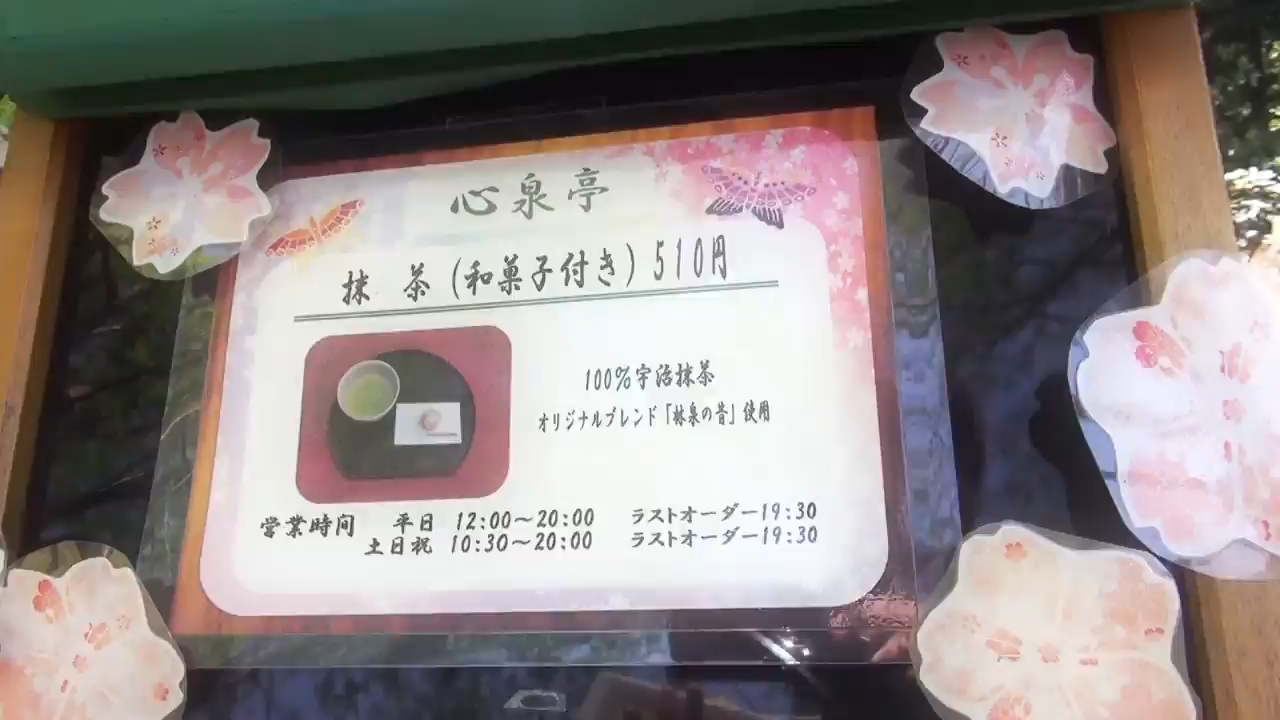 心泉亭
抹 茶 (和菓子付き) 510円
100%宇治抹茶
オリジナルブレンド「林泉の昔」使用
営業時間 平日 12:00～20:00 ラストオーダー19:30
土日祝 10:30～20:00 ラストオーダー19:30